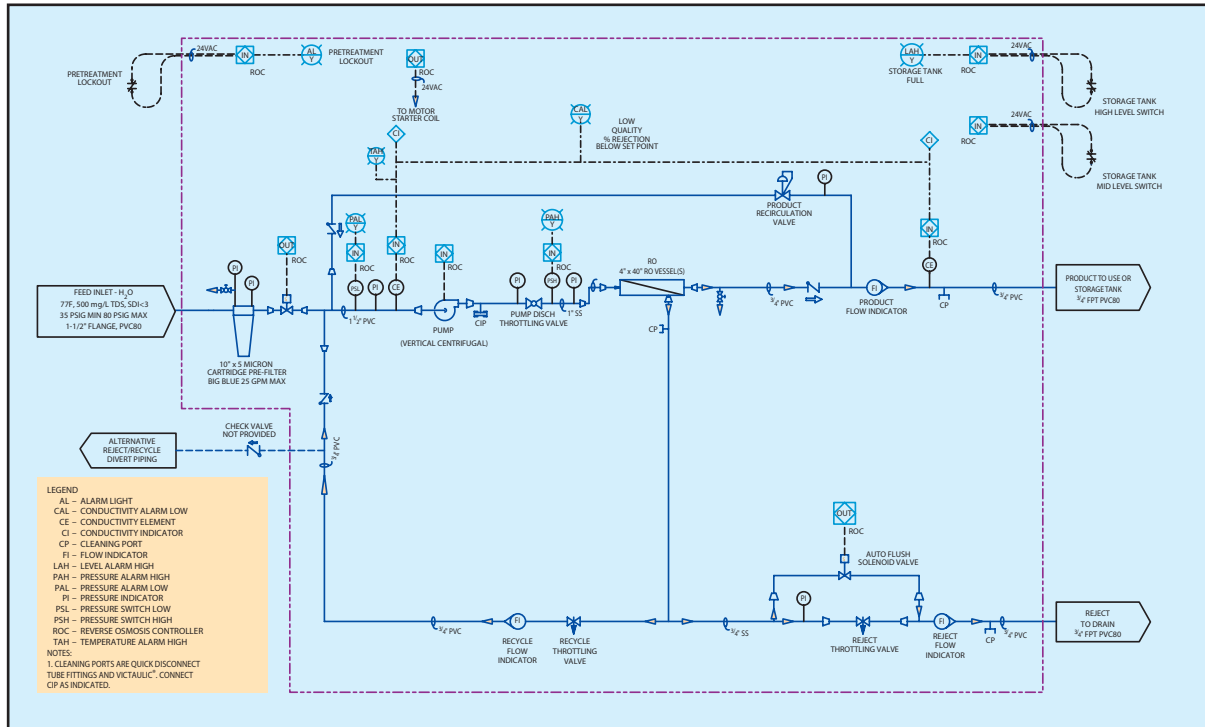 24VAC
IN
ROC
AL
Y
PRETREATMENT
LOCKOUT
PRETREATMENT
LOCKOUT
OUT
ROC
24VAC
TO MOTOR
STARTER COIL
LAH
Y
STORAGE TANK
FULL
IN
ROC
24VAC
STORAGE TANK
HIGH LEVEL SWITCH
CAL
Y
LOW
QUALITY
% REJECTION
BELOW SET POINT
CI
TAH
Y
CI
IN
ROC
24VAC
STORAGE TANK
MID LEVEL SWITCH
PI
PRODUCT
RECIRCULATION
VALVE
OUT
ROC
PAL
Y
IN
ROC
IN
ROC
IN
ROC
PAH
Y
IN
ROC
IN
ROC
FEED INLET - H2O
77F, 500 mg/L TDS, SDI<3
35 PSIG MIN 80 PSIG MAX
1-1/2" FLANGE, PVC80
PI
PI
10" x 5 MICRON
CARTRIDGE PRE-FILTER
BIG BLUE 25 GPM MAX
PSL
PI
CE
1 1/2" PVC
PUMP
(VERTICAL CENTRIFUGAL)
CIP
PI
PSH
PI
PUMP DISCH
THROTTLING VALVE
1" SS
RO
4" x 40" RO VESSEL(S)
CP
3/4" PVC
FI
PRODUCT
FLOW INDICATOR
CE
CP
3/4" PVC
PRODUCT TO USE OR
STORAGE TANK
3/4" FPT PVC80
CHECK VALVE
NOT PROVIDED
ALTERNATIVE
REJECT/RECYCLE
DIVERT PIPING
3/4" PVC
LEGEND
AL – ALARM LIGHT
CAL – CONDUCTIVITY ALARM LOW
CE – CONDUCTIVITY ELEMENT
CI – CONDUCTIVITY INDICATOR
CP – CLEANING PORT
FI – FLOW INDICATOR
LAH – LEVEL ALARM HIGH
PAH – PRESSURE ALARM HIGH
PAL – PRESSURE ALARM LOW
PI – PRESSURE INDICATOR
PSL – PRESSURE SWITCH LOW
PSH – PRESSURE SWITCH HIGH
ROC – REVERSE OSMOSIS CONTROLLER
TAH – TEMPERATURE ALARM HIGH
NOTES:
1. CLEANING PORTS ARE QUICK DISCONNECT
TUBE FITTINGS AND VICTAULIC®. CONNECT
CIP AS INDICATED.
3/4" PVC
FI
RECYCLE
FLOW
INDICATOR
RECYCLE
THROTTLING
VALVE
3/4" SS
OUT
ROC
AUTO FLUSH
SOLENOID VALVE
PI
REJECT
THROTTLING VALVE
FI
REJECT
FLOW
INDICATOR
CP
3/4" PVC
REJECT
TO DRAIN
3/4" FPT PVC80